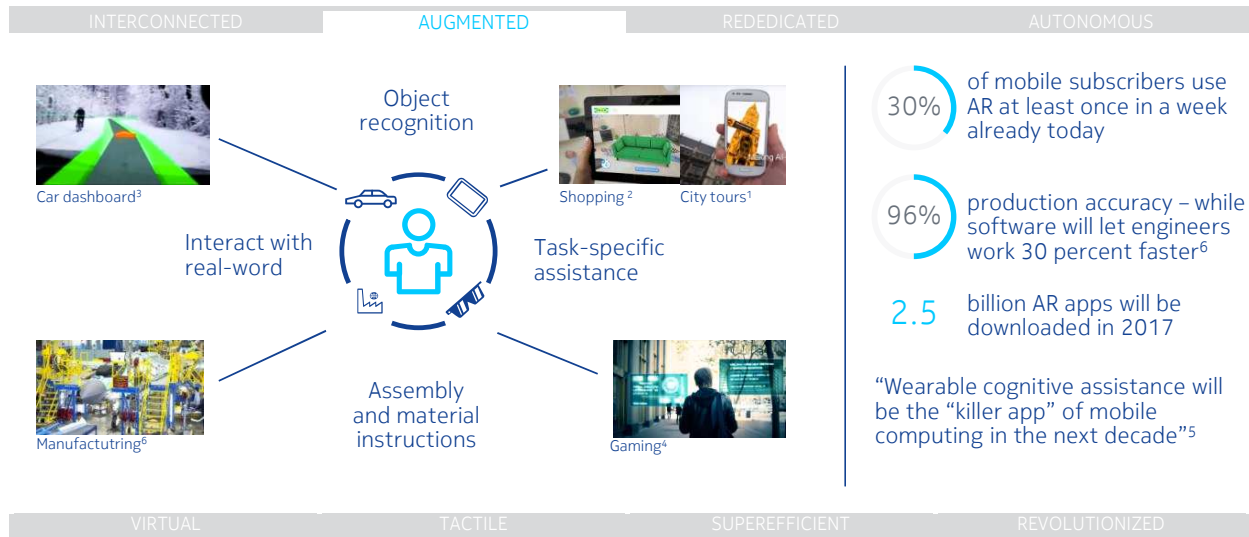 INTERCONNECTED
AUGMENTED
REDEDICATED
AUTONOMOUS
Object
recognition
Car dashboard³
Shopping ²
City tours¹
Interact with
real-word
Task-specific
assistance
Assembly
and material
instructions
Manufactutring⁶
Gaming⁴
30%
of mobile subscribers use
AR at least once in a week
already today
96%
production accuracy – while
software will let engineers
work 30 percent faster⁶
2.5
billion AR apps will be
downloaded in 2017
“Wearable cognitive assistance will
be the “killer app” of mobile
computing in the next decade”⁵
VIRTUAL
TACTILE
SUPEREFFICIENT
REVOLUTIONIZED